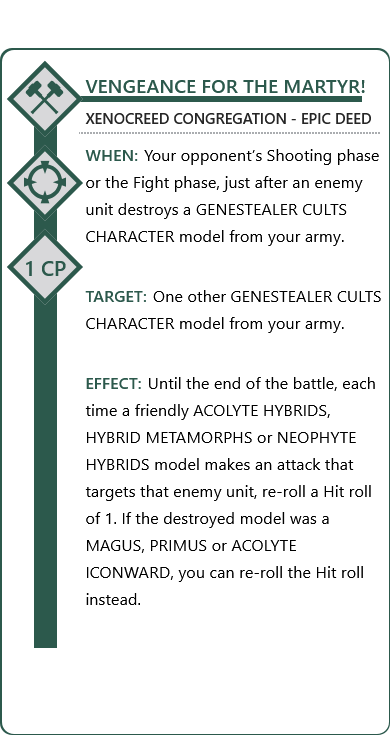 VENGEANCE FOR THE MARTYR!
XENOCREED CONGREGATION - EPIC DEED
WHEN: Your opponent’s Shooting phase
or the Fight phase, just after an enemy
unit destroys a GENESTEALER CULTS
CHARACTER model from your army.
1 CP
TARGET: One other GENESTEALER CULTS
CHARACTER model from your army.
EFFECT: Until the end of the battle, each
time a friendly ACOLYTE HYBRIDS,
HYBRID METAMORPHS or NEOPHYTE
HYBRIDS model makes an attack that
targets that enemy unit, re-roll a Hit roll
of 1. If the destroyed model was a
MAGUS, PRIMUS or ACOLYTE
ICONWARD, you can re-roll the Hit roll
instead.